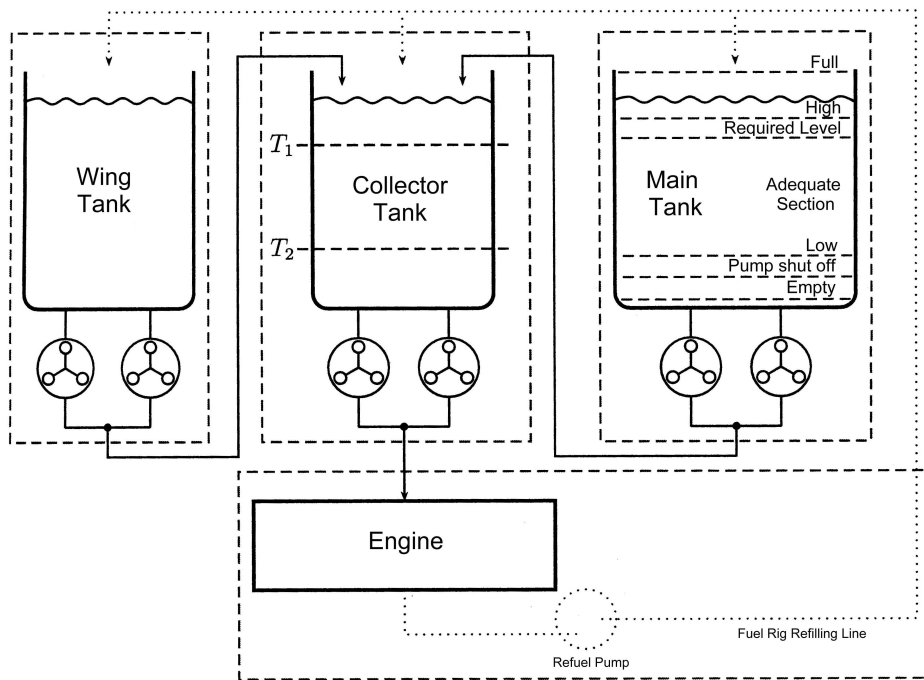 Wing
Tank
T₁
T₂
Collector
Tank
Full
High
Required Level
Main
Tank
Adequate
Section
Low
Pump shut off
Empty
Engine
Refuel Pump
Fuel Rig Refilling Line